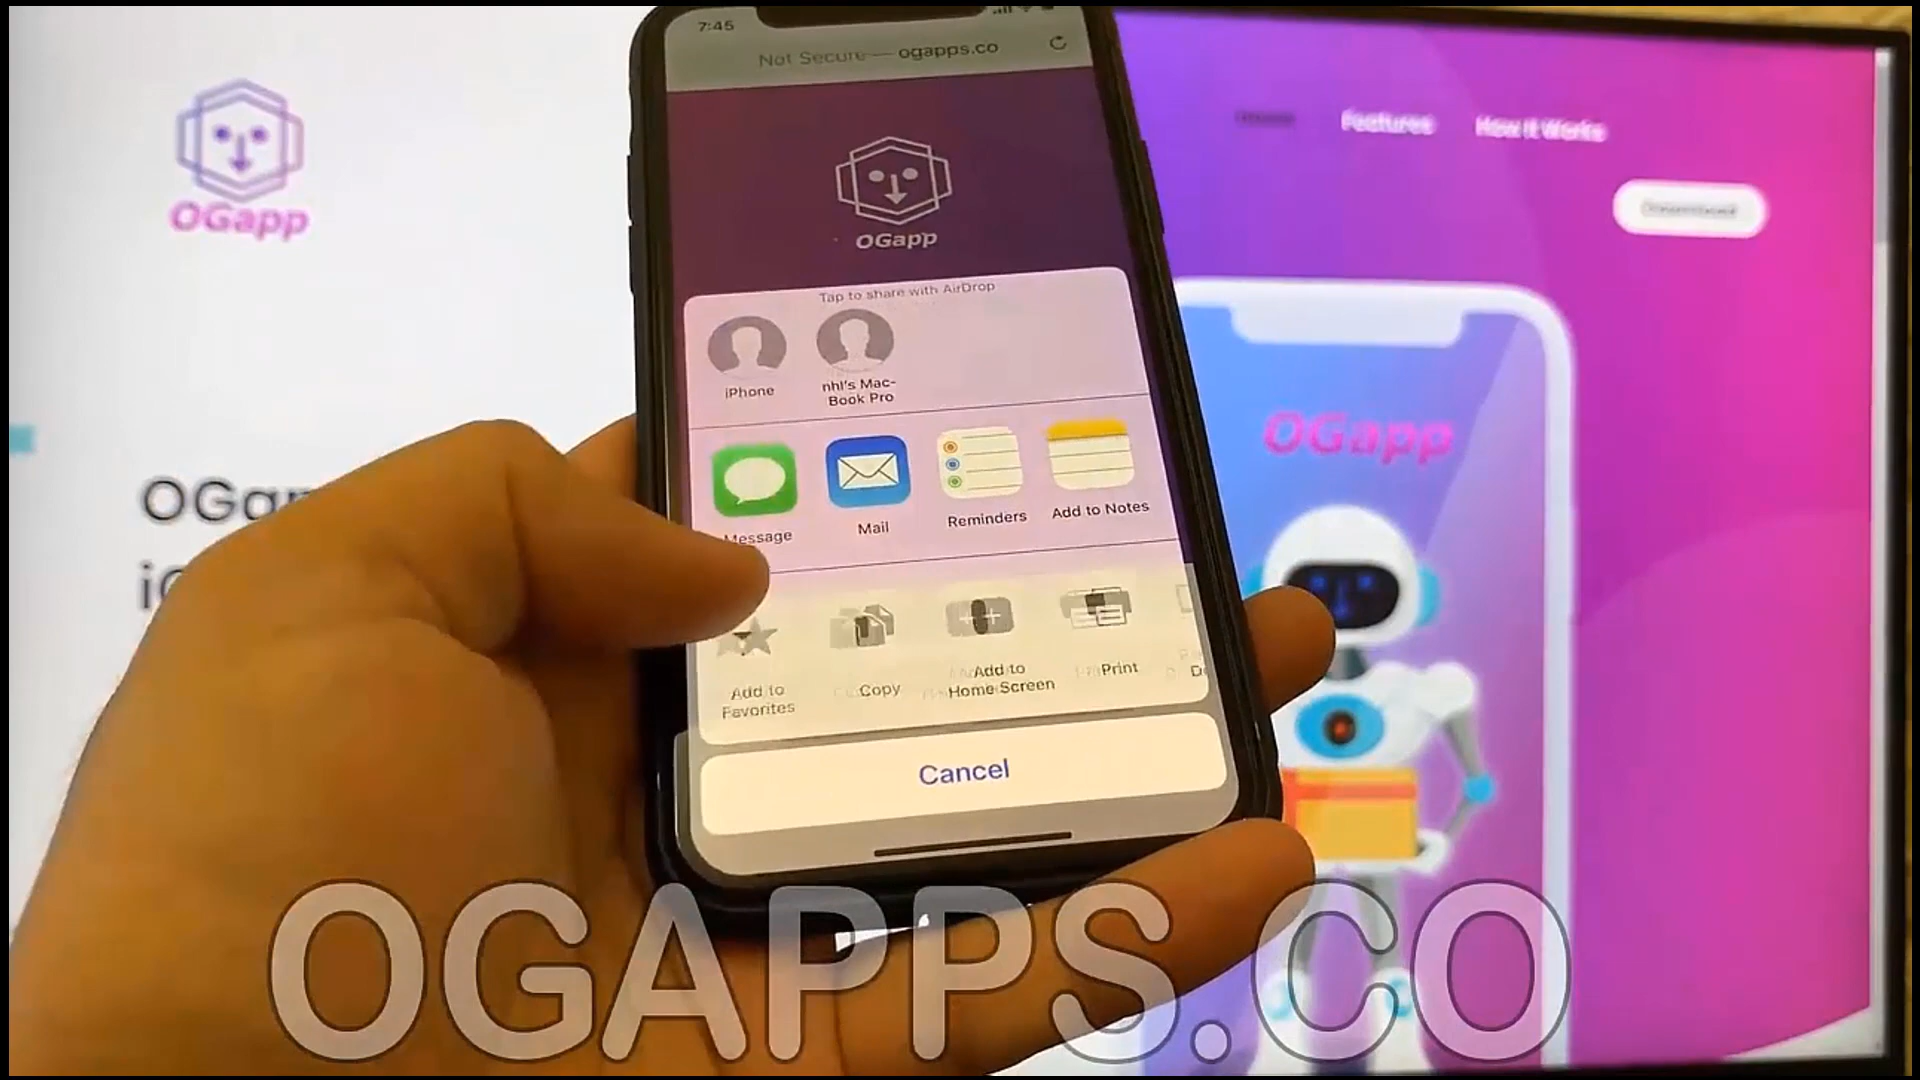 7:45
Not Secure — ogapps.co
OGapp
Features
How It Works
OGapp
Tap to share with AirDrop
iPhone
nhl's Mac-
Book Pro
Message
Mail
Reminders
Add to Notes
Add to
Favorites
Copy
Add to
Home Screen
Print
Cancel
OGapp
OGAPPS.CO